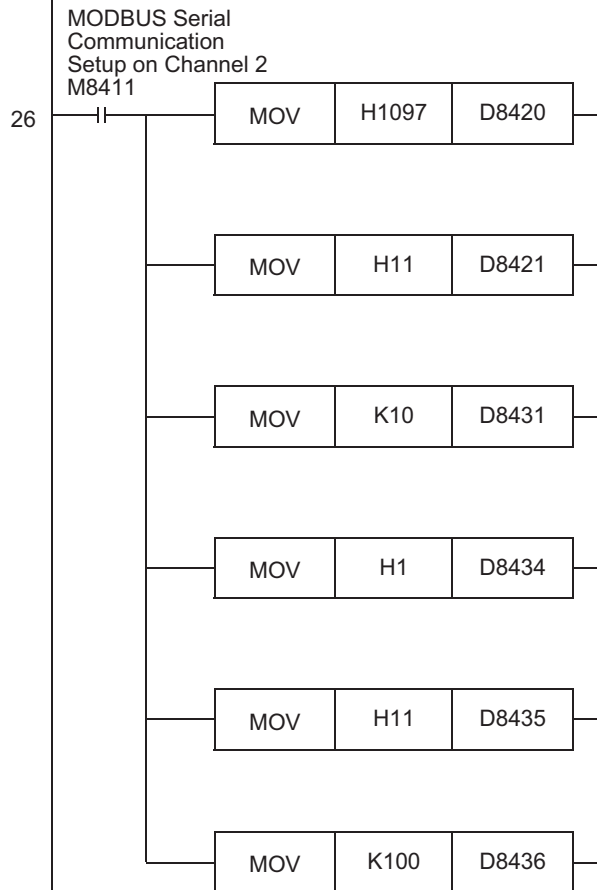 MODBUS Serial
Communication
Setup on Channel 2
M8411
26
MOV H1097 D8420
MOV H11 D8421
MOV K10 D8431
MOV H1 D8434
MOV H11 D8435
MOV K100 D8436